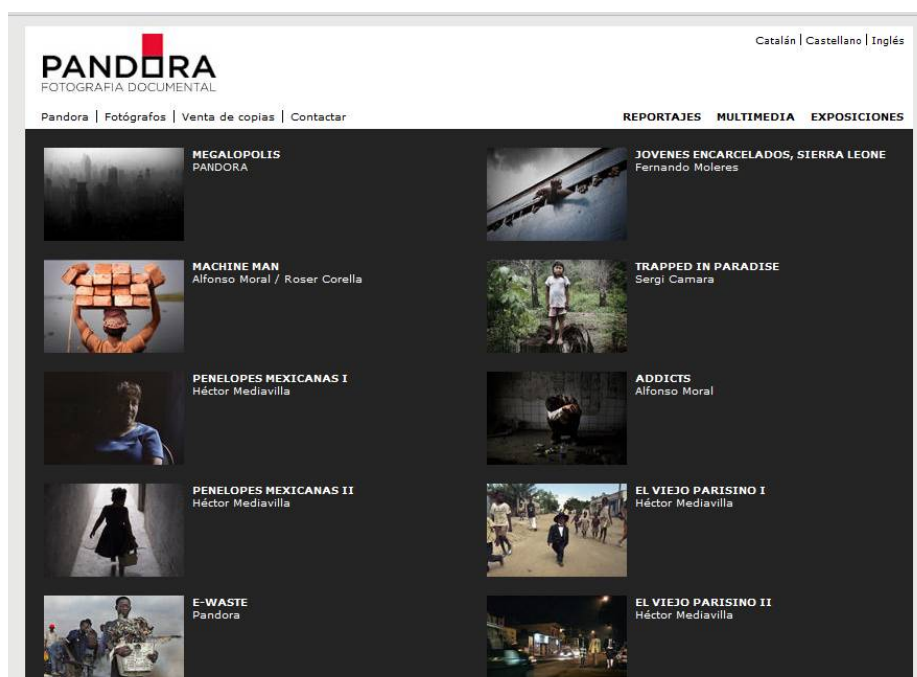 Catalán | Castellano | Inglés
PANDORA
FOTOGRAFIA DOCUMENTAL
Pandora | Fotógrafos | Venta de copias | Contactar
REPORTAJES MULTIMEDIA EXPOSICIONES
MEGALOPOLIS
PANDORA
JOVENES ENCARCELADOS, SIERRA LEONE
Fernando Moleres
MACHINE MAN
Alfonso Moral / Roser Corella
TRAPPED IN PARADISE
Sergi Camara
PENELOPES MEXICANAS I
Héctor Mediavilla
ADDICTS
Alfonso Moral
PENELOPES MEXICANAS II
Héctor Mediavilla
EL VIEJO PARISINO I
Héctor Mediavilla
E-WASTE
Pandora
EL VIEJO PARISINO II
Héctor Mediavilla